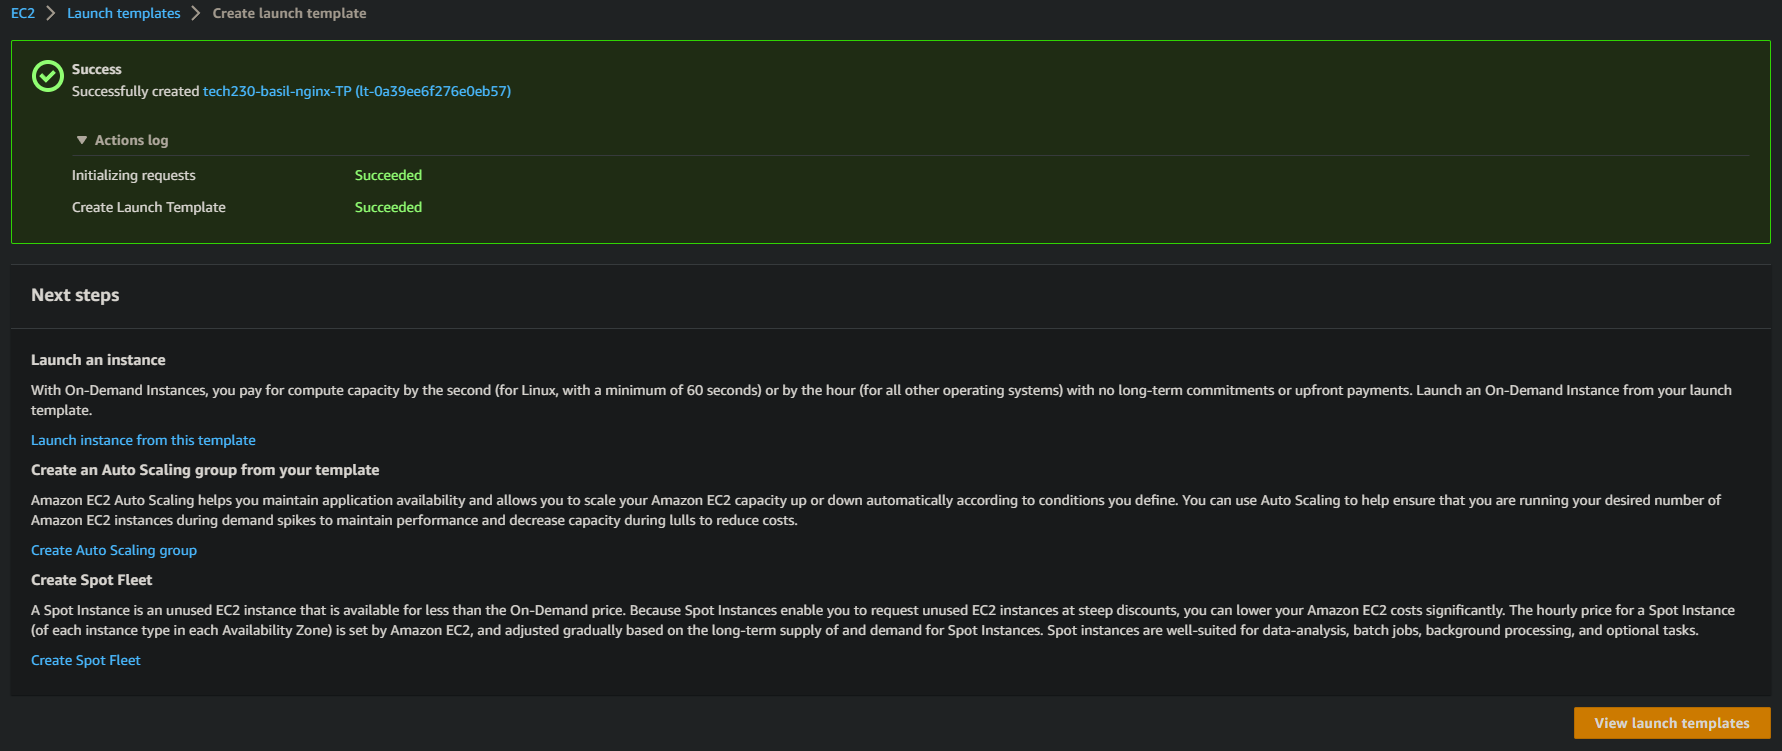 EC2 > Launch templates > Create launch template
Success
Successfully created tech230-basil-nginx-TP (lt-0a39ee6f276e0eb57)
Actions log
Initializing requests Succeeded
Create Launch Template Succeeded
Next steps
Launch an instance
With On-Demand Instances, you pay for compute capacity by the second (for Linux, with a minimum of 60 seconds) or by the hour (for all other operating systems) with no long-term commitments or upfront payments. Launch an On-Demand Instance from your launch
template.
Launch instance from this template
Create an Auto Scaling group from your template
Amazon EC2 Auto Scaling helps you maintain application availability and allows you to scale your Amazon EC2 capacity up or down automatically according to conditions you define. You can use Auto Scaling to help ensure that you are running your desired number of
Amazon EC2 instances during demand spikes to maintain performance and decrease capacity during lulls to reduce costs.
Create Auto Scaling group
Create Spot Fleet
A Spot Instance is an unused EC2 instance that is available for less than the On-Demand price. Because Spot Instances enable you to request unused EC2 instances at steep discounts, you can lower your Amazon EC2 costs significantly. The hourly price for a Spot Instance
(of each instance type in each Availability Zone) is set by Amazon EC2, and adjusted gradually based on the long-term supply of and demand for Spot Instances. Spot instances are well-suited for data-analysis, batch jobs, background processing, and optional tasks.
Create Spot Fleet
View launch templates